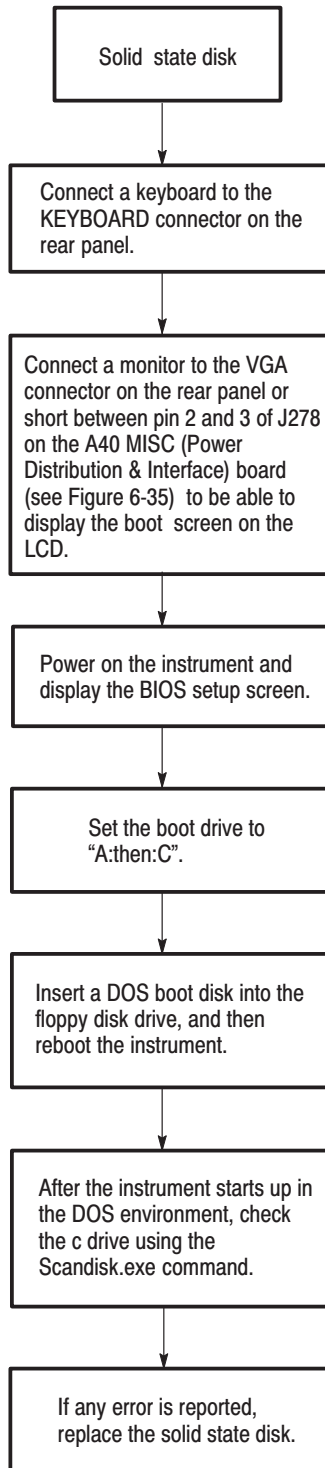 Solid state disk
Connect a keyboard to the
KEYBOARD connector on the
rear panel.
Connect a monitor to the VGA
connector on the rear panel or
short between pin 2 and 3 of J278
on the A40 MISC (Power
Distribution & Interface) board
(see Figure 6-35) to be able to
display the boot screen on the
LCD.
Power on the instrument and
display the BIOS setup screen.
Set the boot drive to
“A:then:C”.
Insert a DOS boot disk into the
floppy disk drive, and then
reboot the instrument.
After the instrument starts up in
the DOS environment, check
the c drive using the
Scandisk.exe command.
If any error is reported,
replace the solid state disk.